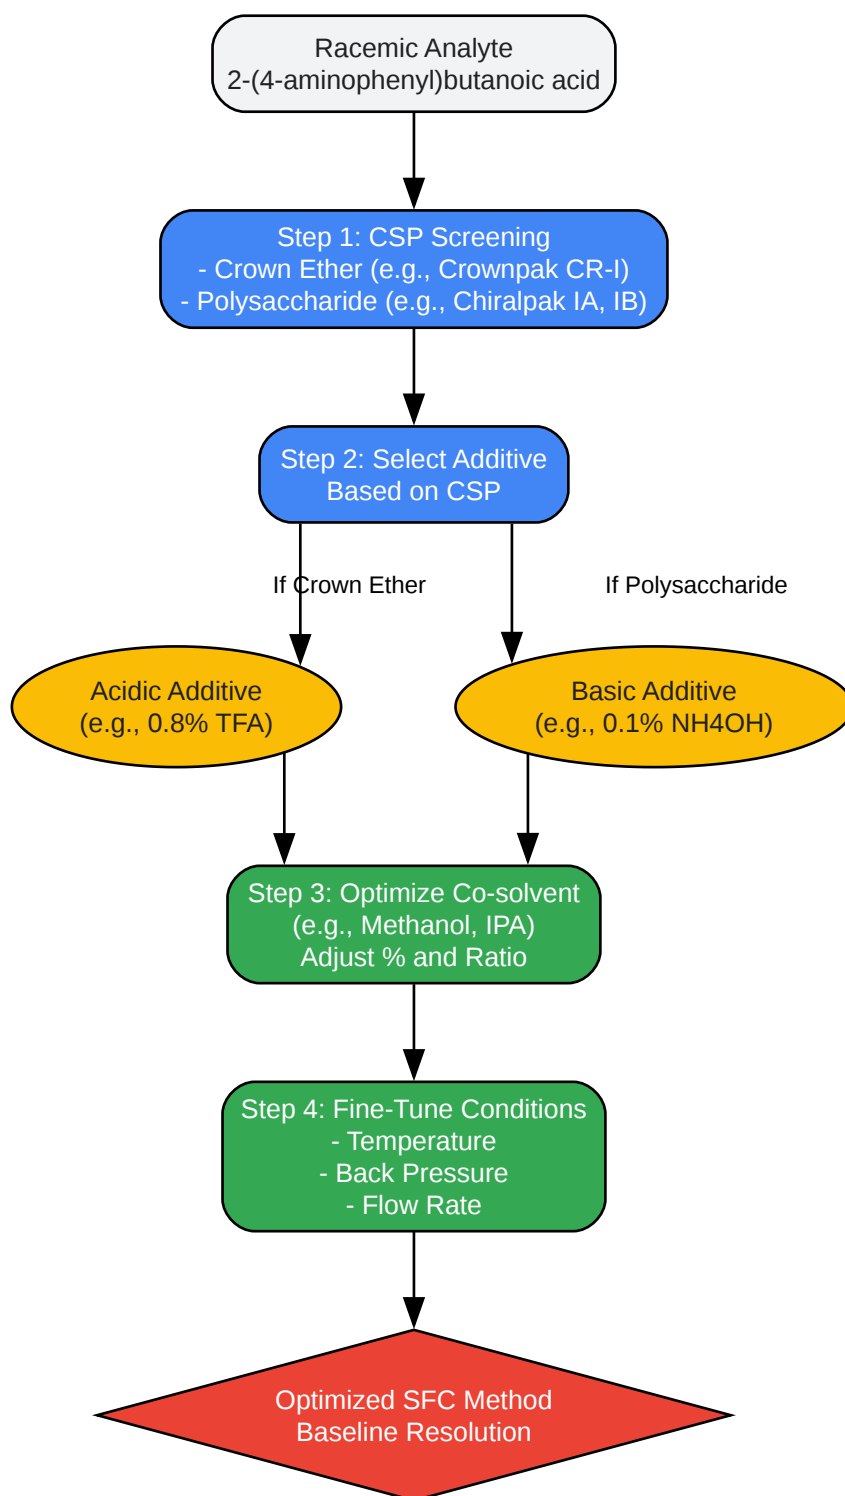 Racemic Analyte
2-(4-aminophenyl)butanoic acid
Step 1: CSP Screening
- Crown Ether (e.g., Crownpak CR-I)
- Polysaccharide (e.g., Chiralpak IA, IB)
Step 2: Select Additive
Based on CSP
If Crown Ether
If Polysaccharide
Acidic Additive
(e.g., 0.8% TFA)
Basic Additive
(e.g., 0.1% NH4OH)
Step 3: Optimize Co-solvent
(e.g., Methanol, IPA)
Adjust % and Ratio
Step 4: Fine-Tune Conditions
- Temperature
- Back Pressure
- Flow Rate
Optimized SFC Method
Baseline Resolution